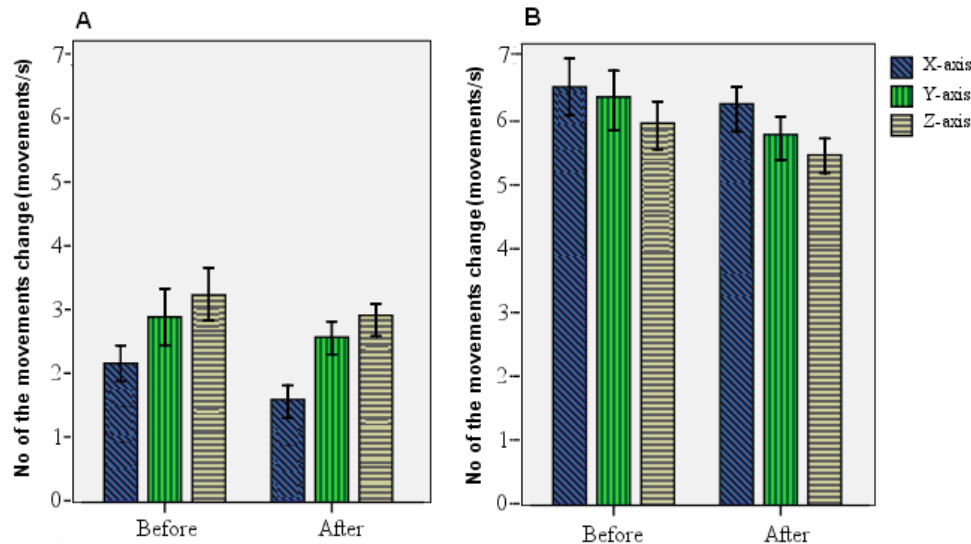 A
No of the movements change (movements/s)
7
6
5
4
3
2
1
0
Before After
B
No of the movements change (movements/s)
7
6
5
4
3
2
1
0
Before After
X-axis
Y-axis
Z-axis